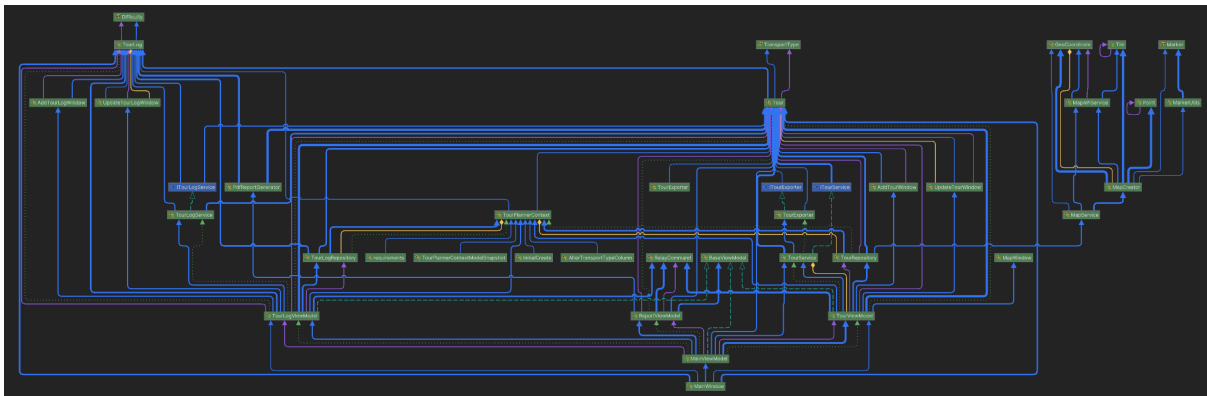 Difficulty
TourLog
TransportType
GeoCoordinate
Tile
Marker
AddTourLogWindow
UpdateTourLogWindow
Tour
MapApiService
Point
MarkerUtils
ITourLogService
PdfReportGenerator
TourExporter
ITourExporter
ITourService
AddTourWindow
UpdateTourWindow
MapCreator
TourLogService
TourPlannerContext
TourExporter
MapService
TourLogRepository
requirements
TourPlannerContextModelSnapshot
InitialCreate
AlterTransportTypeColumn
RelayCommand
BaseViewModel
TourService
TourRepository
MapWindow
TourLogViewModel
ReportViewModel
TourViewModel
MainViewModel
MainWindow